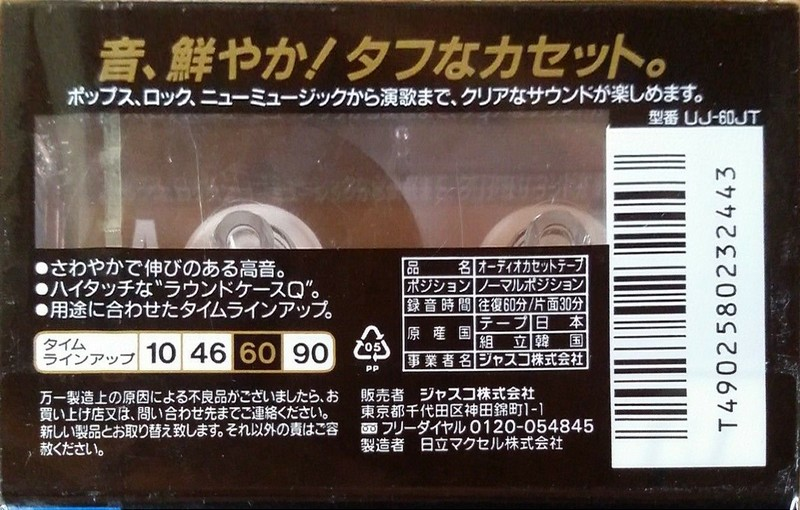 音、鮮やか! タフなカセット。
ポップス、ロック、ニューミュージックから演歌まで、クリアなサウンドが楽しめます。
型番 UJ-60JT
●さわやかで伸びのある高音。
●ハイタッチな“ラウンドケースQ”。
●用途に合わせたタイムラインアップ。
タイム
ラインアップ 10 46 60 90
05
PP
品名 オーディオカセットテープ
ポジション ノーマルポジション
録音時間 往復60分/片面30分
原産国 テープ 日本
組立 韓国
事業者名 ジャスコ株式会社
万一製造上の原因による不良品がございましたら、お
買い上げ店又は、問い合わせ先までご連絡ください。
新しい製品とお取り替え致します。それ以外の責はご容
赦ください。
販売者 ジャスコ株式会社
東京都千代田区神田錦町1-1
フリーダイヤル 0120-054845
製造者 日立マクセル株式会社
T4902580232443